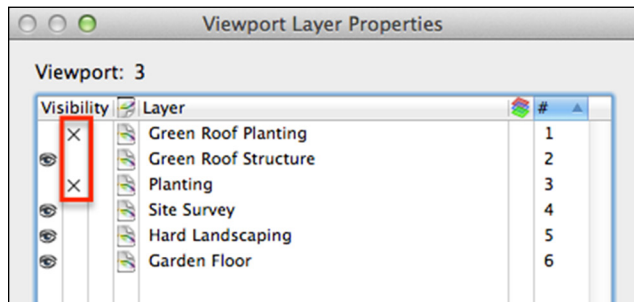 Viewport Layer Properties
Viewport: 3
Visibility Layer #
Green Roof Planting 1
Green Roof Structure 2
Planting 3
Site Survey 4
Hard Landscaping 5
Garden Floor 6